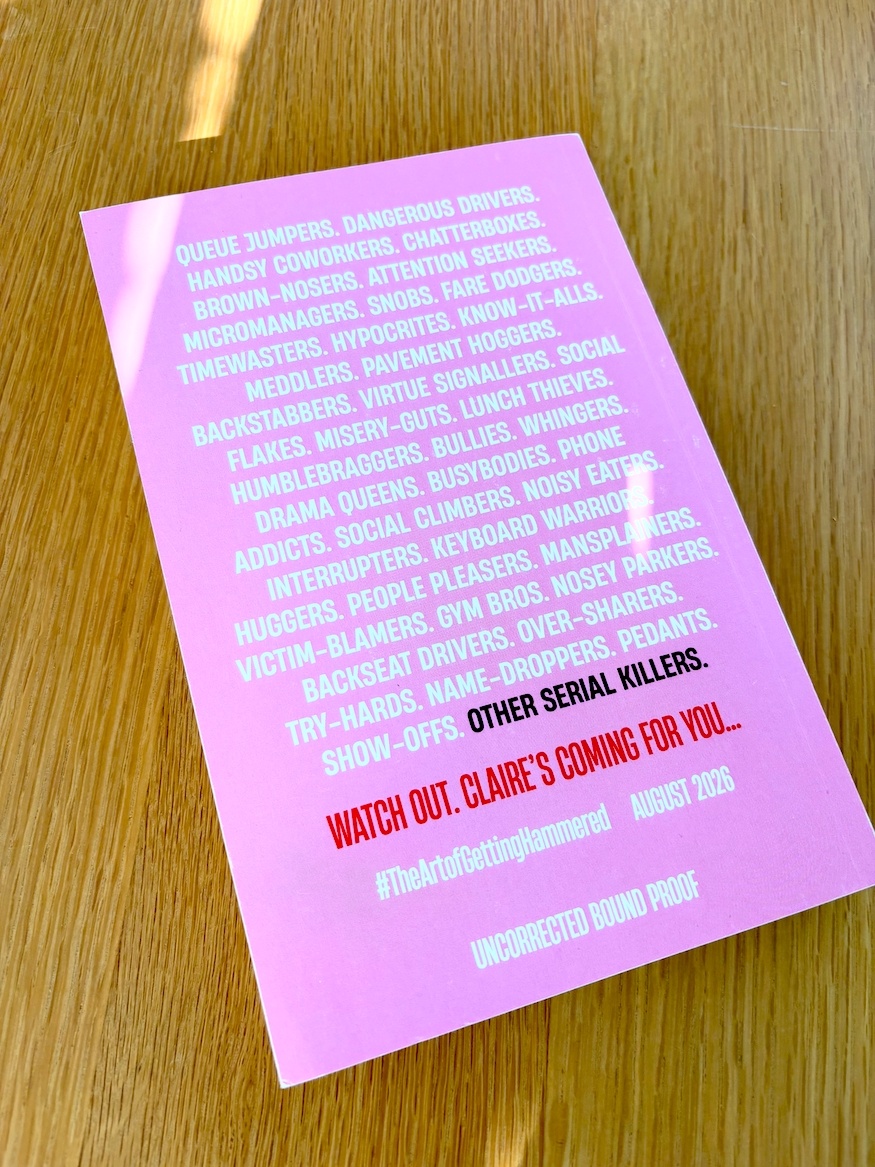 QUEUE JUMPERS. DANGEROUS DRIVERS.
HANDSY COWORKERS. CHATTERBOXES.
BROWN-NOSERS. ATTENTION SEEKERS.
MICROMANAGERS. SNOBS. FARE DODGERS.
TIMEWASTERS. HYPOCRITES. KNOW-IT-ALLS.
MEDDLERS. PAVEMENT HOGGERS.
BACKSTABBERS. VIRTUE SIGNALLERS. SOCIAL
FLAKES. MISERY-GUTS. LUNCH THIEVES.
HUMBLEBRAGGERS. BULLIES. WHINGERS.
DRAMA QUEENS. BUSYBODIES. PHONE
ADDICTS. SOCIAL CLIMBERS. NOISY EATERS.
INTERRUPTERS. KEYBOARD WARRIORS.
HUGGERS. PEOPLE PLEASERS. MANSPLAINERS.
VICTIM-BLAMERS. GYM BROS. NOSEY PARKERS.
BACKSEAT DRIVERS. OVER-SHARERS.
TRY-HARDS. NAME-DROPPERS. PEDANTS.
SHOW-OFFS. OTHER SERIAL KILLERS.
WATCH OUT. CLAIRE'S COMING FOR YOU...
#TheArtofGettingHammered AUGUST 2026
UNCORRECTED BOUND PROOF